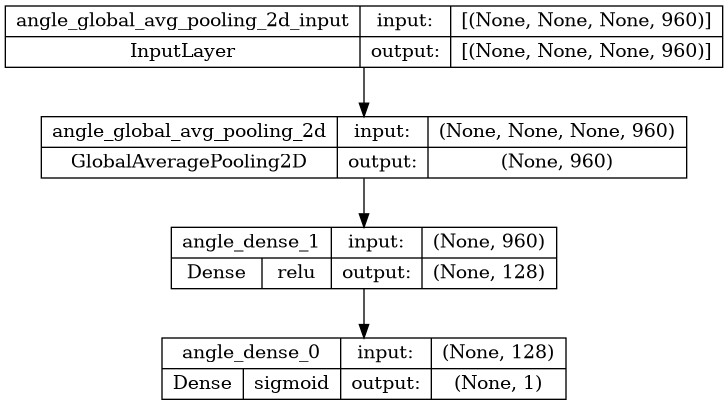 angle_global_avg_pooling_2d_input input: [(None, None, None, 960)]
InputLayer output: [(None, None, None, 960)]
angle_global_avg_pooling_2d input: (None, None, None, 960)
GlobalAveragePooling2D output: (None, 960)
angle_dense_1 input: (None, 960)
Dense relu output: (None, 128)
angle_dense_0 input: (None, 128)
Dense sigmoid output: (None, 1)